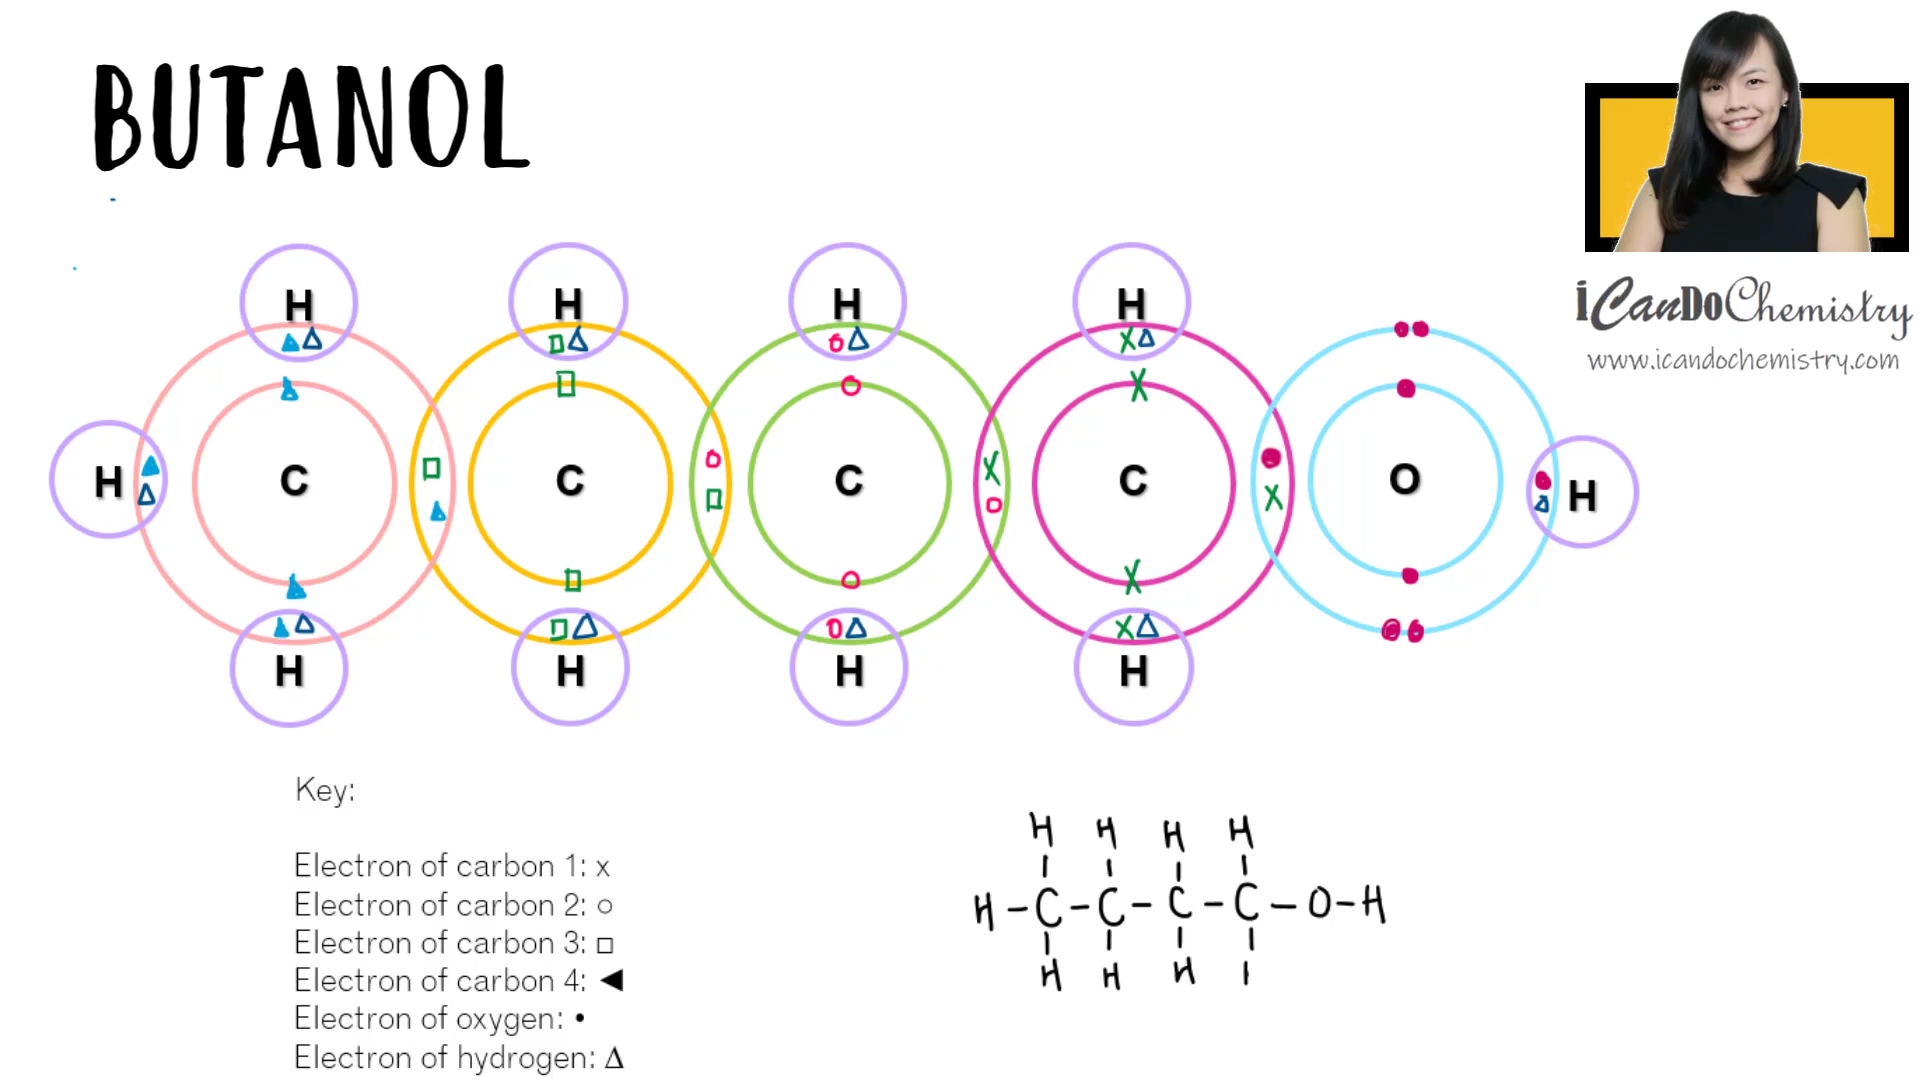 BUTANOL
iCanDoChemistry
www.icandochemistry.com
H H H H
H C C C C O H
H H H H
Key:
Electron of carbon 1: x
Electron of carbon 2: ○
Electron of carbon 3: □
Electron of carbon 4: ◀
Electron of oxygen: •
Electron of hydrogen: Δ
H H H H
H–C–C–C–C–O–H
H H H